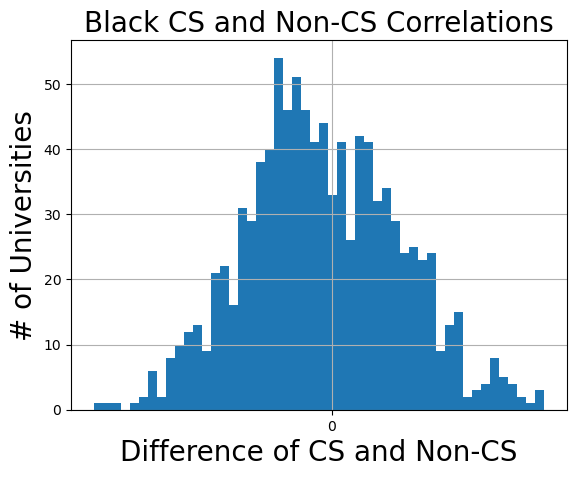 Black CS and Non-CS Correlations
# of Universities
50
40
30
20
10
0
0
Difference of CS and Non-CS